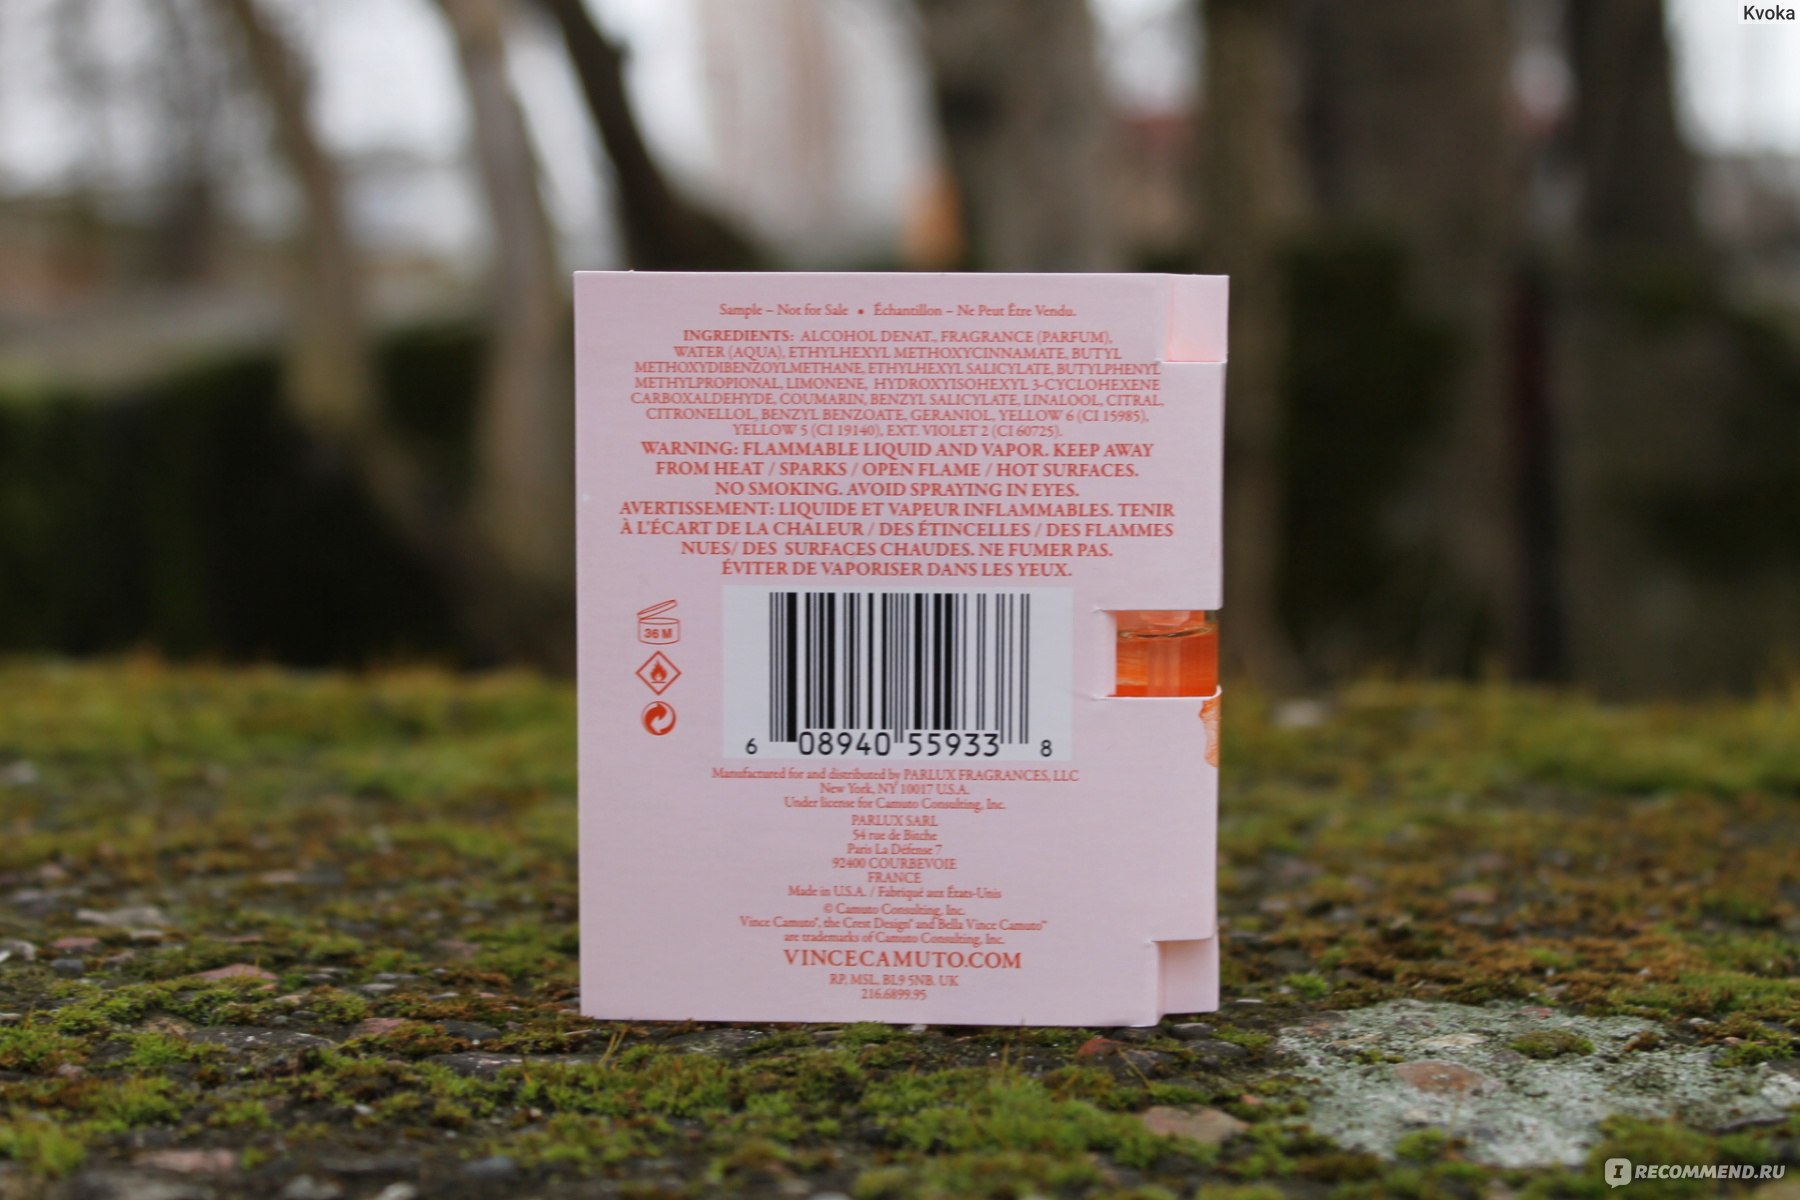 Kvoka
Sample – Not for Sale • Échantillon – Ne Peut Être Vendu.
INGREDIENTS: ALCOHOL DENAT., FRAGRANCE (PARFUM),
WATER (AQUA), ETHYLHEXYL METHOXYCINNAMATE, BUTYL
METHOXYDIBENZOYLMETHANE, ETHYLHEXYL SALICYLATE, BUTYLPHENYL
METHYLPROPIONAL, LIMONENE, HYDROXYISOHEXYL 3-CYCLOHEXENE
CARBOXALDEHYDE, COUMARIN, BENZYL SALICYLATE, LINALOOL, CITRAL,
CITRONELLOL, BENZYL BENZOATE, GERANIOL, YELLOW 6 (CI 15985),
YELLOW 5 (CI 19140), EXT. VIOLET 2 (CI 60725).
WARNING: FLAMMABLE LIQUID AND VAPOR. KEEP AWAY
FROM HEAT / SPARKS / OPEN FLAME / HOT SURFACES.
NO SMOKING. AVOID SPRAYING IN EYES.
AVERTISSEMENT: LIQUIDE ET VAPEUR INFLAMMABLES. TENIR
À L'ÉCART DE LA CHALEUR / DES ÉTINCELLES / DES FLAMMES
NUES/ DES SURFACES CHAUDES. NE FUMER PAS.
ÉVITER DE VAPORISER DANS LES YEUX.
36 M
6 08940 55933 8
Manufactured for and distributed by PARLUX FRAGRANCES, LLC
New York, NY 10017 U.S.A.
Under license for Camuto Consulting, Inc.
PARLUX SARL
54 rue de Bitche
Paris La Défense 7
92400 COURBEVOIE
FRANCE
Made in U.S.A. / Fabriqué aux États-Unis
© Camuto Consulting, Inc.
Vince Camuto®, the Crest Design® and Bella Vince Camuto™
are trademarks of Camuto Consulting, Inc.
VINCECAMUTO.COM
RP, MSL, BL9 5NB. UK
216.6899.95
IRECOMMEND.RU